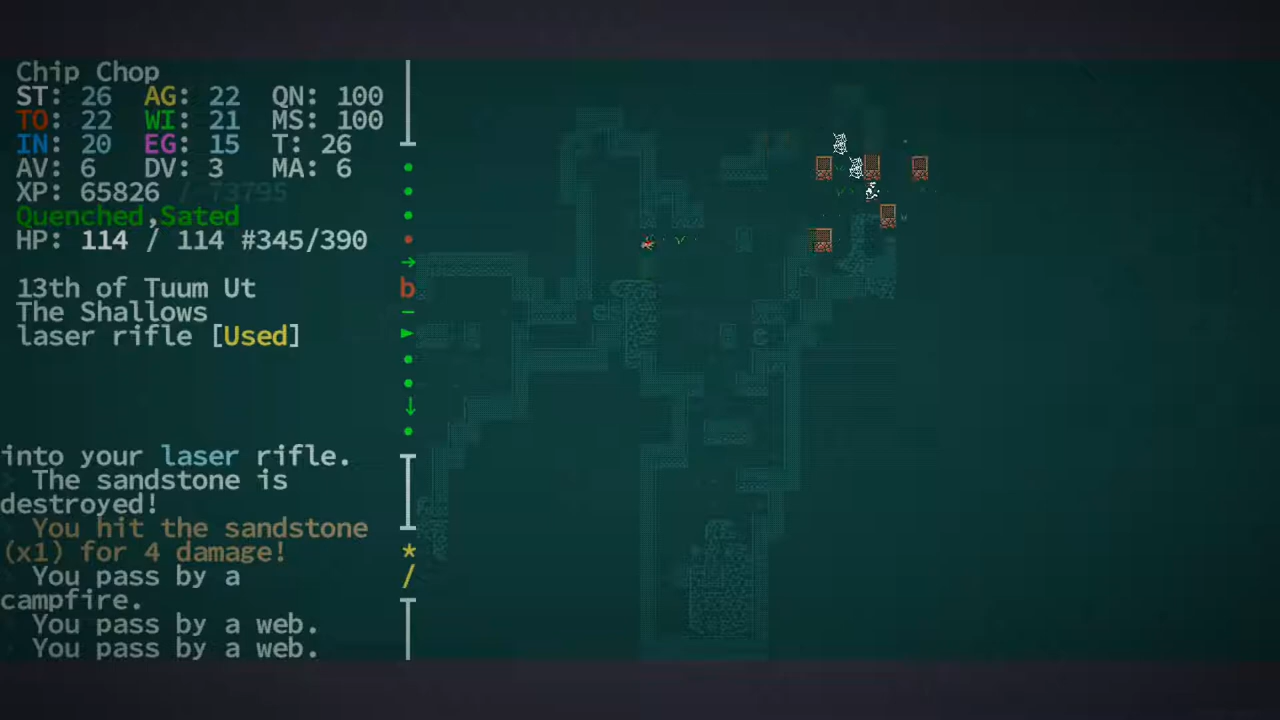 Chip Chop
ST: 26 AG: 22 QN: 100
TO: 22 WI: 21 MS: 100
IN: 20 EG: 15 T: 26
AV: 6 DV: 3 MA: 6
XP: 65826 / 73795
Quenched,Sated
HP: 114 / 114 #345/390
b
13th of Tuum Ut
The Shallows
laser rifle [Used]
into your laser rifle.
The sandstone is
destroyed!
You hit the sandstone
(x1) for 4 damage!
* You pass by a
/ campfire.
You pass by a web.
You pass by a web.